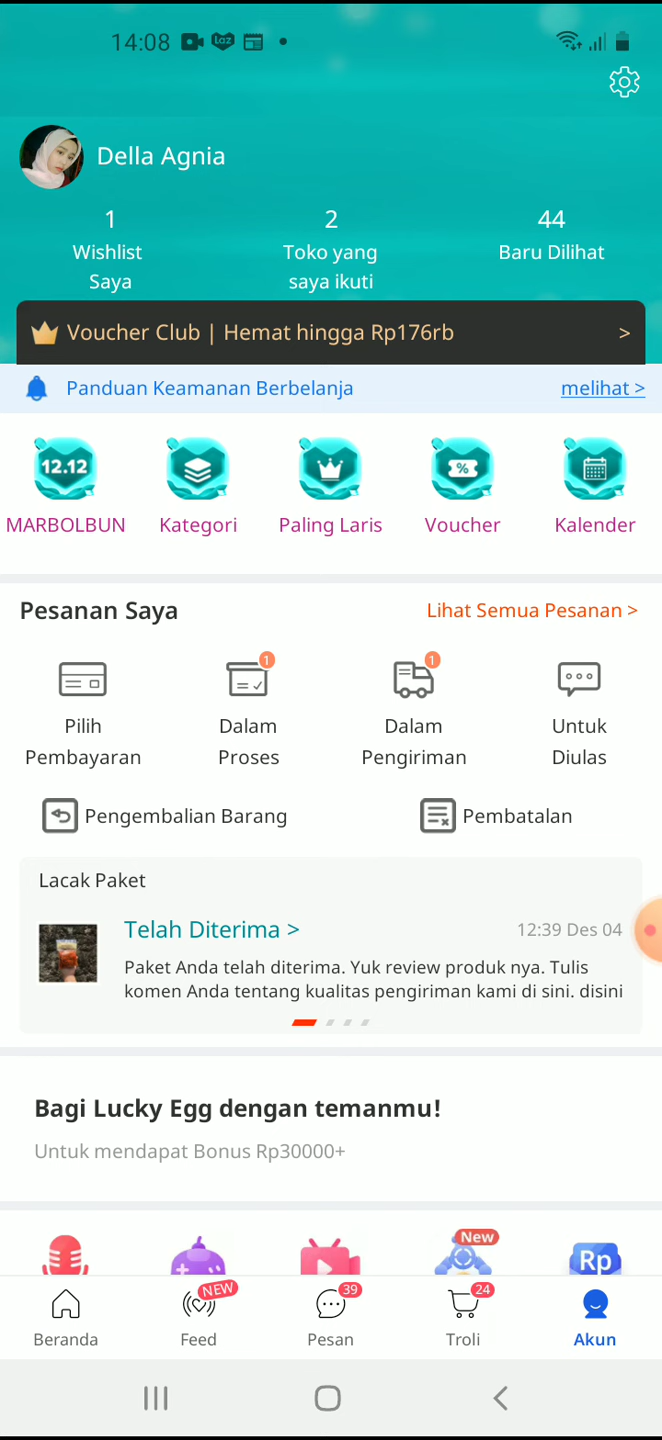 14:08
Laz
Della Agnia
1
2
44
Wishlist
Saya
Toko yang
saya ikuti
Baru Dilihat
Voucher Club | Hemat hingga Rp176rb >
Panduan Keamanan Berbelanja
melihat >
12.12
%
MARBOLBUN
Kategori
Paling Laris
Voucher
Kalender
Pesanan Saya
Lihat Semua Pesanan >
1
1
Pilih
Pembayaran
Dalam
Proses
Dalam
Pengiriman
Untuk
Diulas
Pengembalian Barang
Pembatalan
Lacak Paket
Telah Diterima >
12:39 Des 04
Paket Anda telah diterima. Yuk review produk nya. Tulis
komen Anda tentang kualitas pengiriman kami di sini. disini
Bagi Lucky Egg dengan temanmu!
Untuk mendapat Bonus Rp30000+
New
Rp
NEW
39
24
Beranda
Feed
Pesan
Troli
Akun